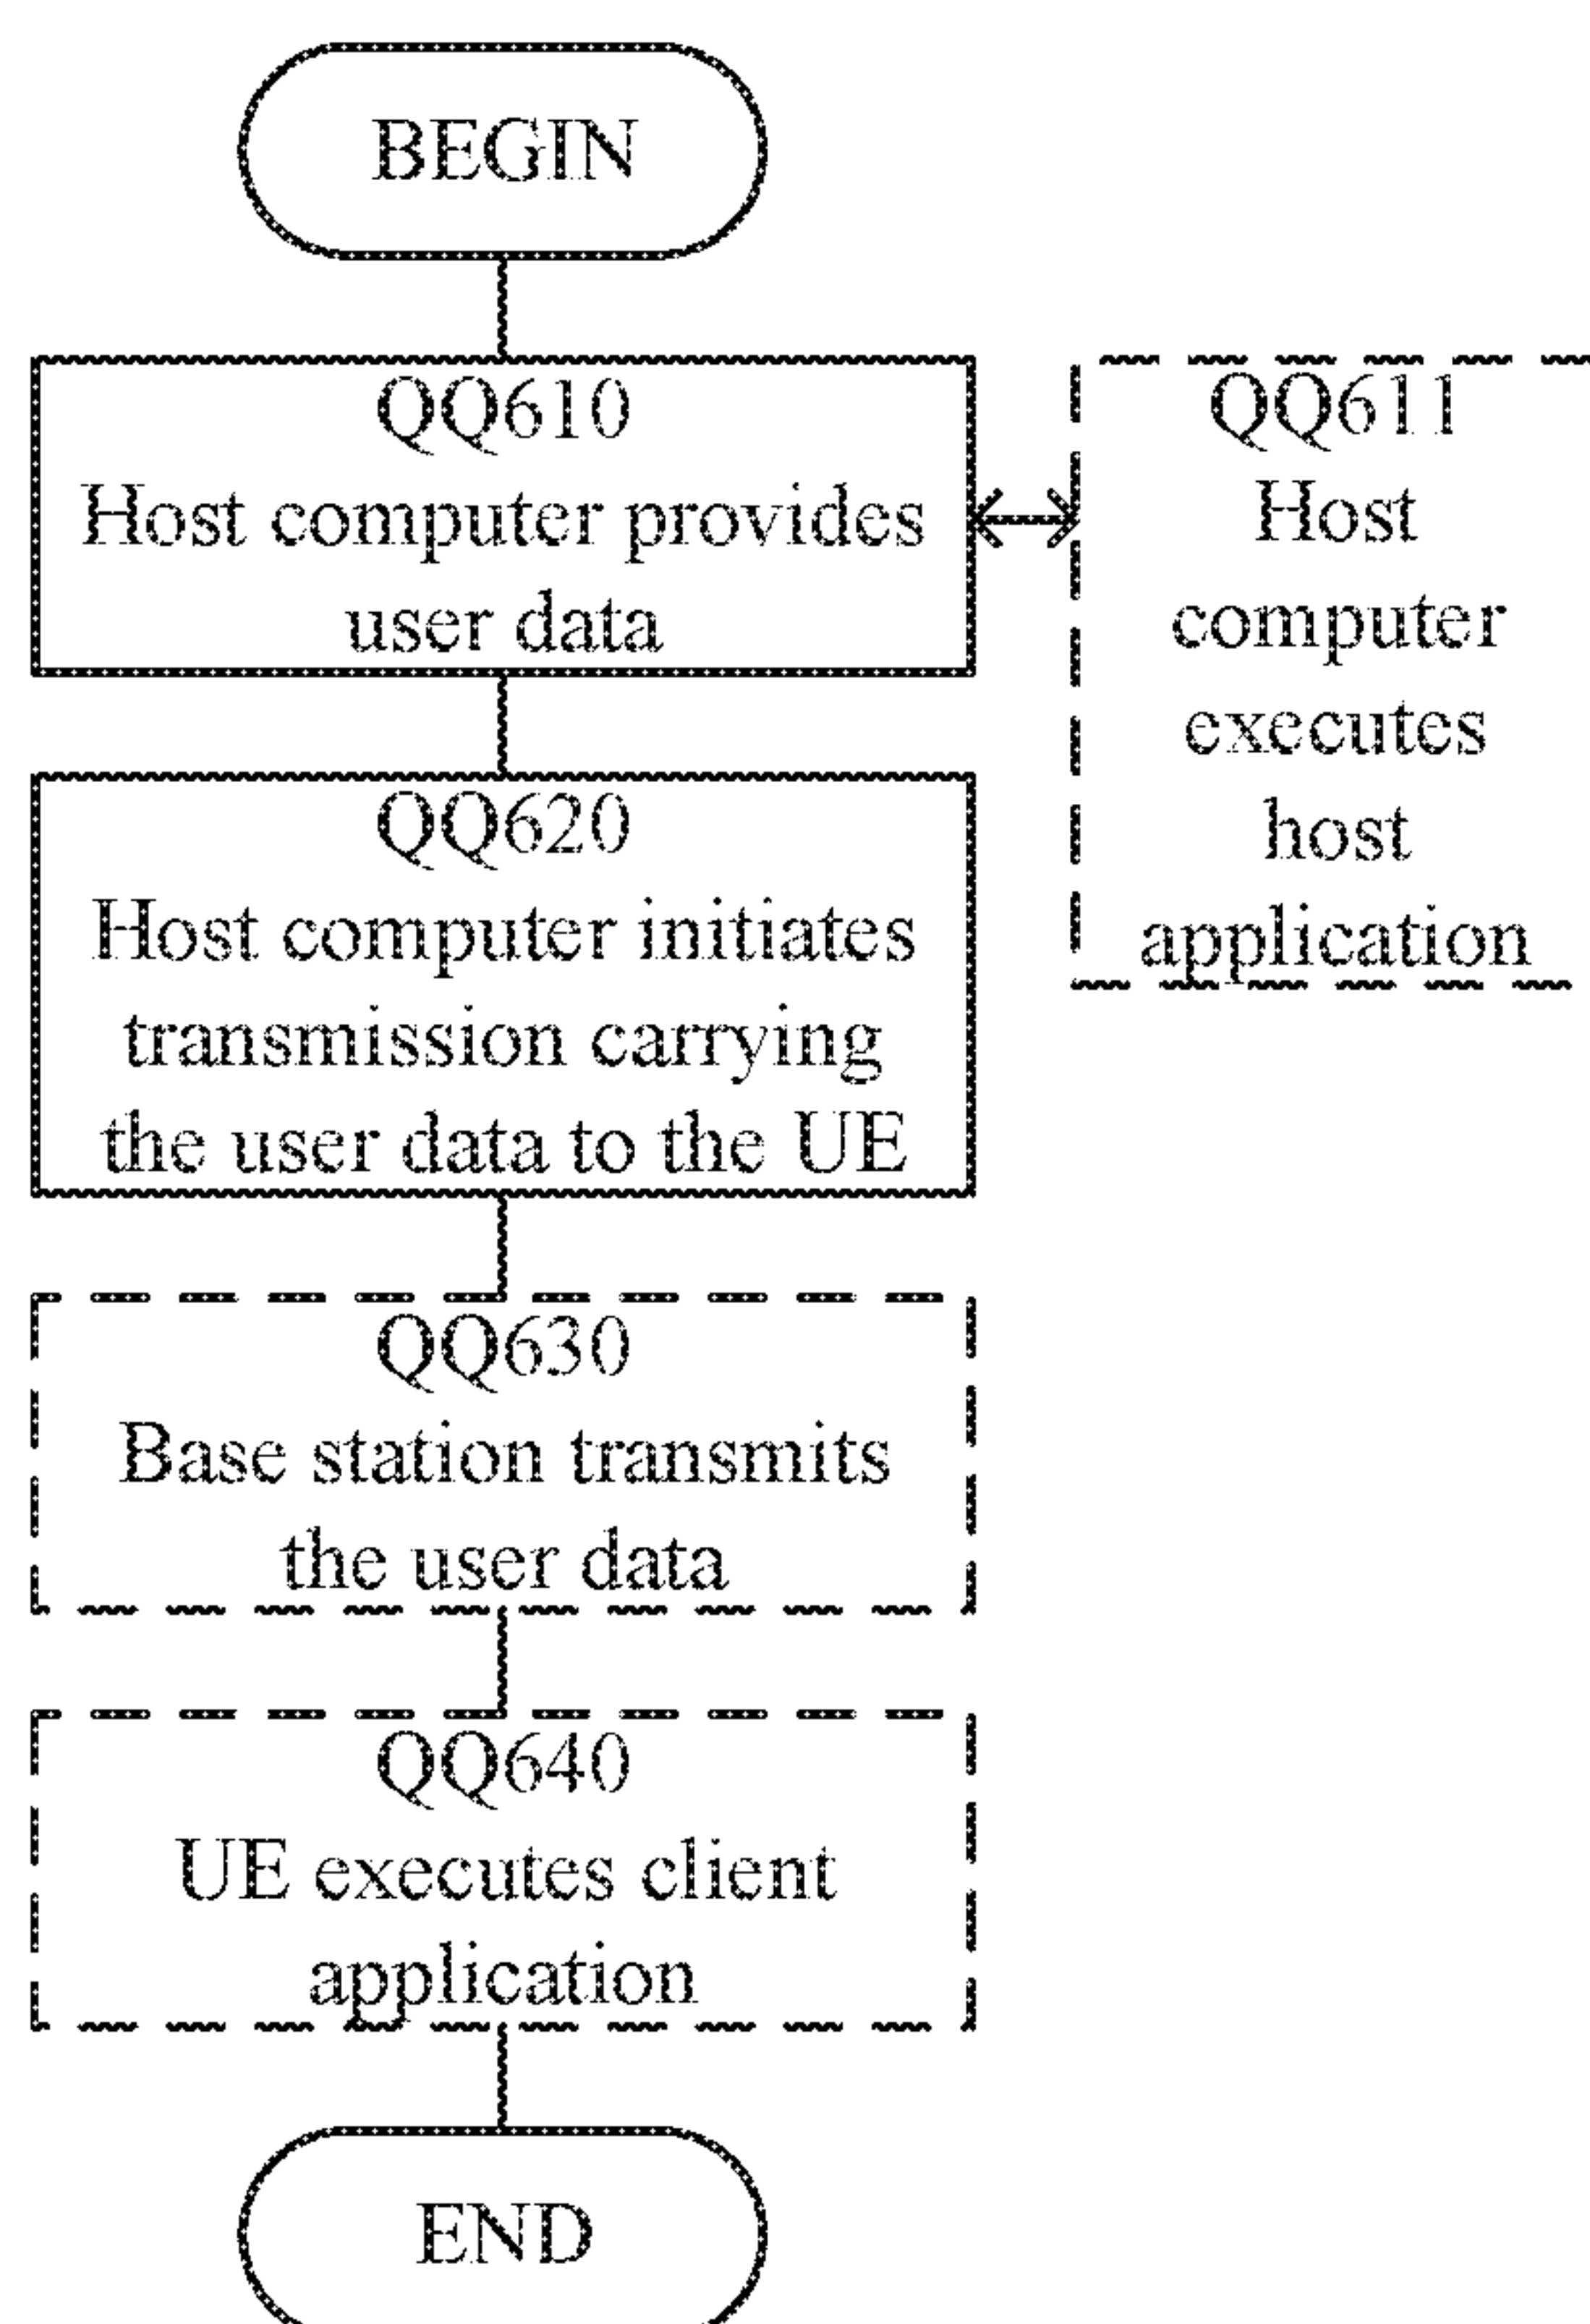 BEGIN
QQ610
Host computer provides
user data
QQ611
Host
computer
executes
host
application
QQ620
Host computer initiates
transmission carrying
the user data to the UE
QQ630
Base station transmits
the user data
QQ640
UE executes client
application
END